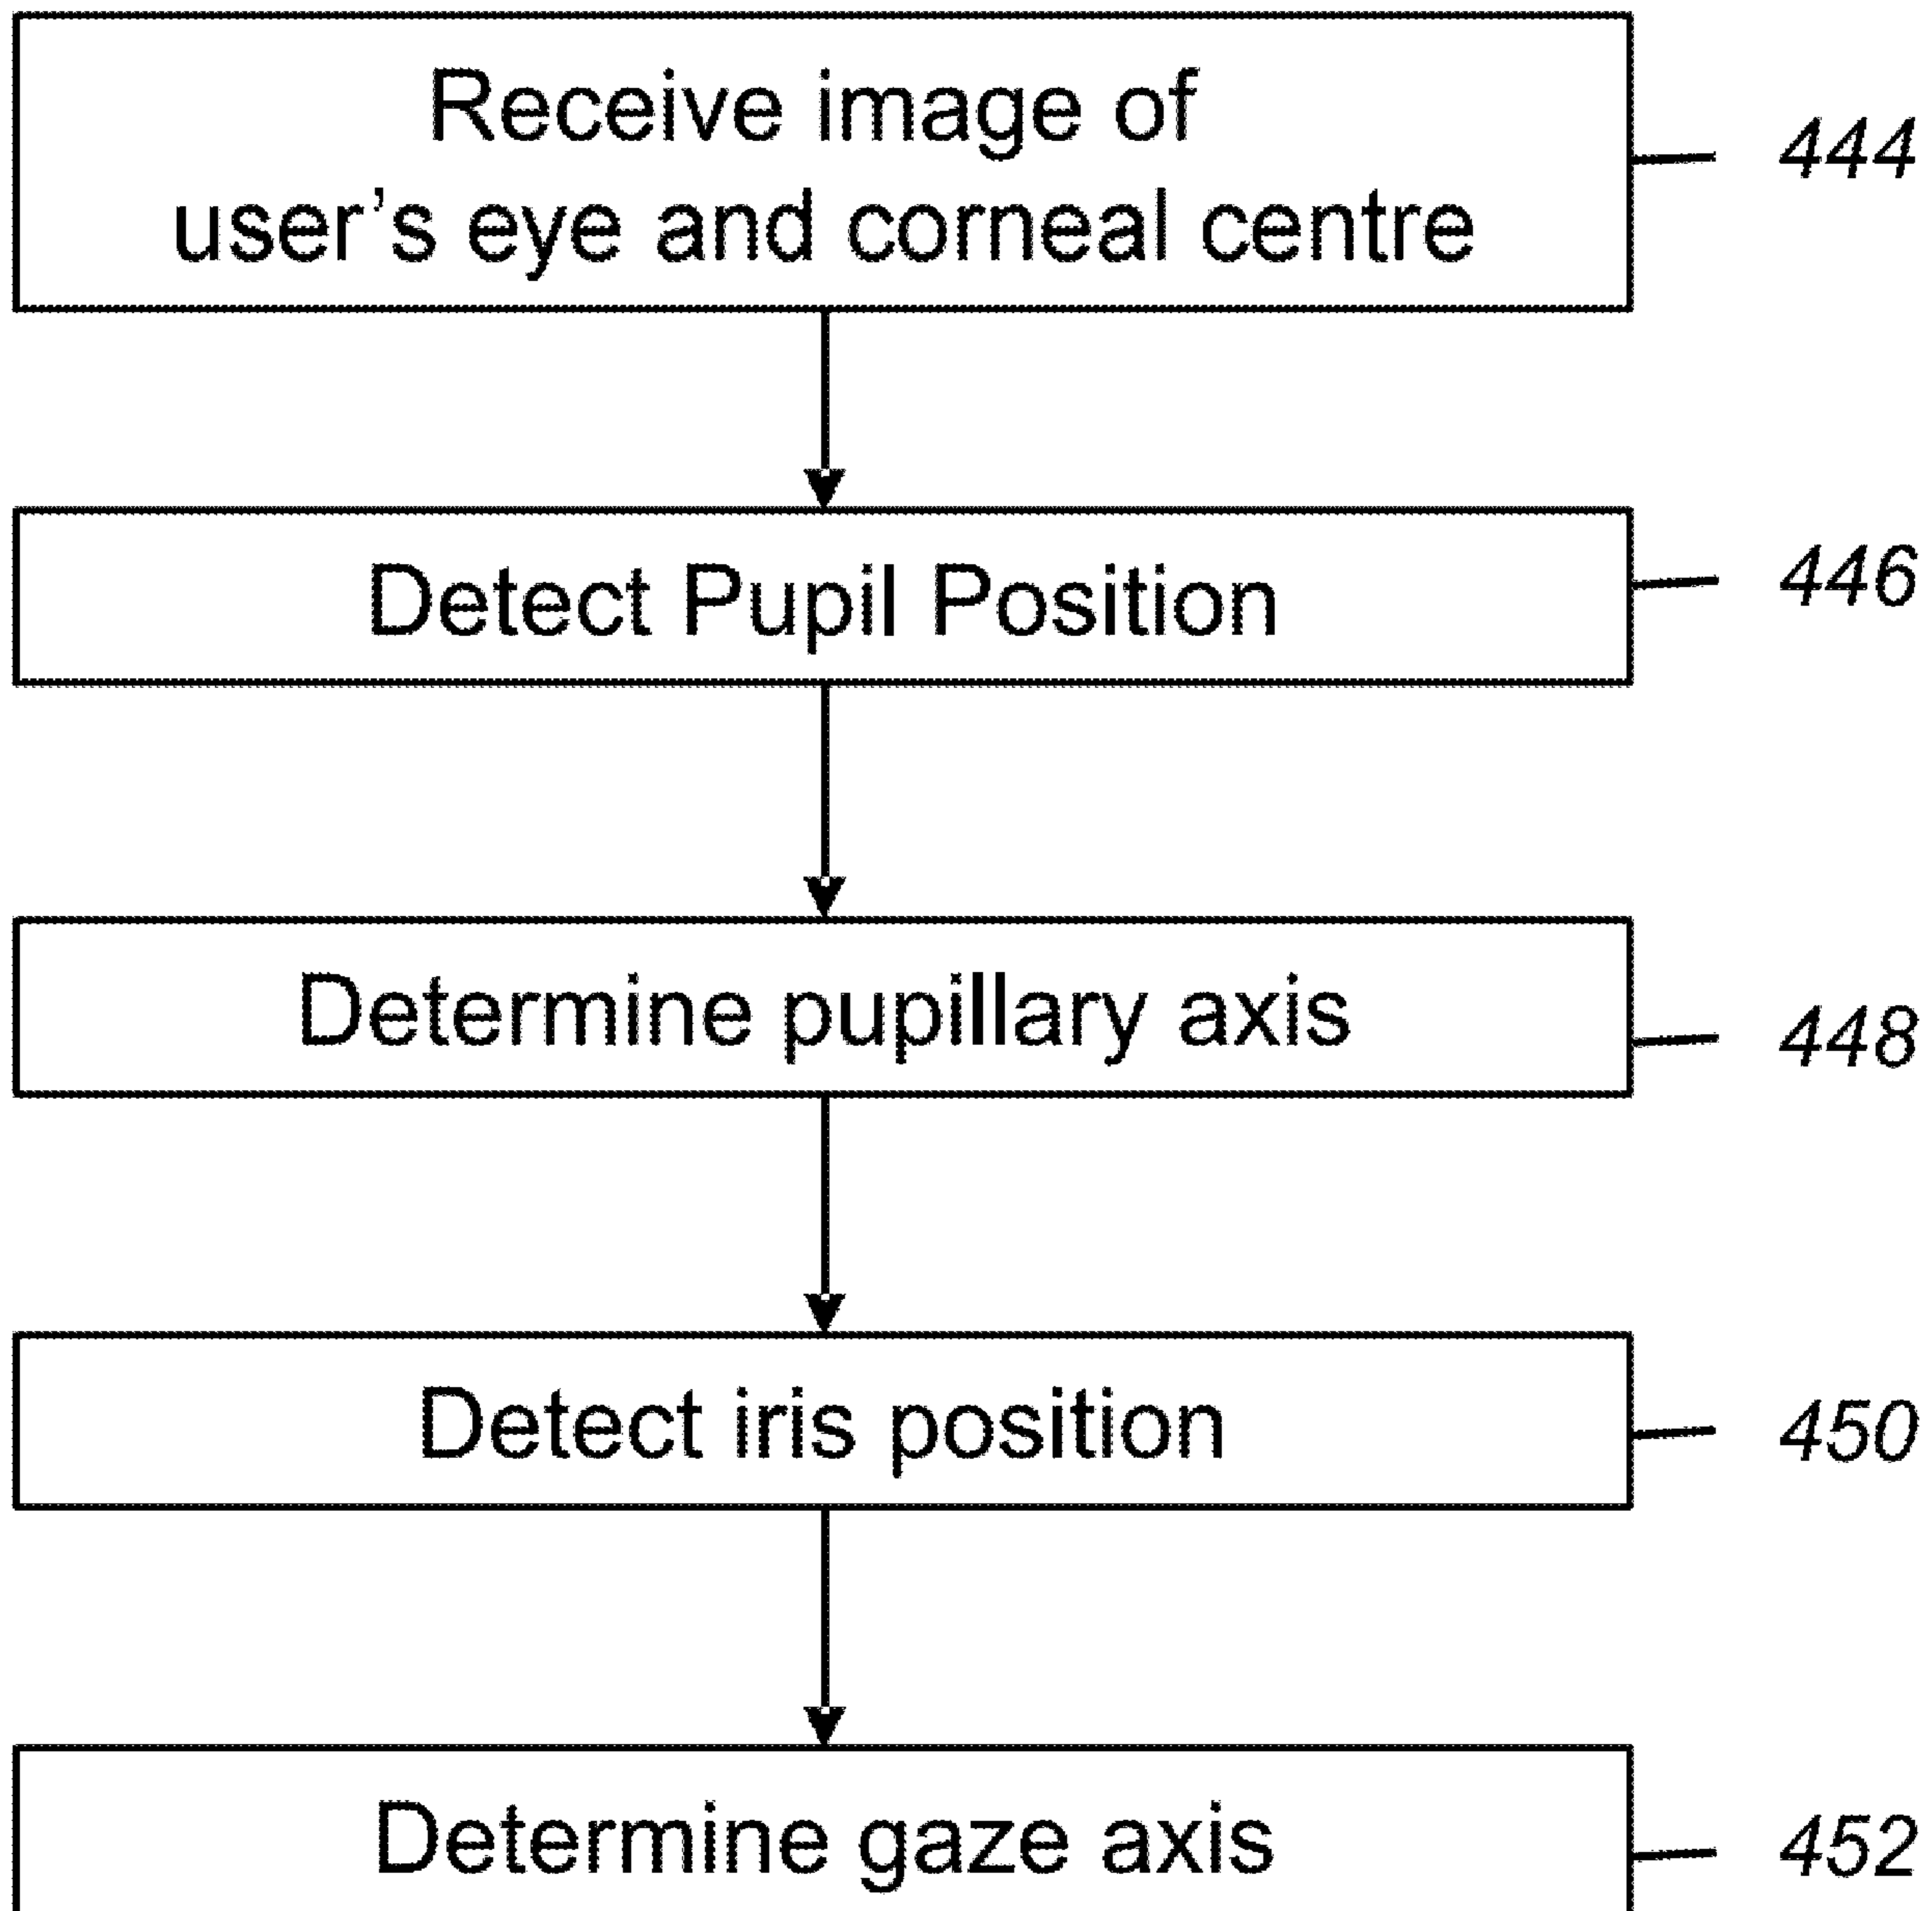 Receive image of
user’s eye and corneal centre
444
Detect Pupil Position
446
Determine pupillary axis
448
Detect iris position
450
Determine gaze axis
452